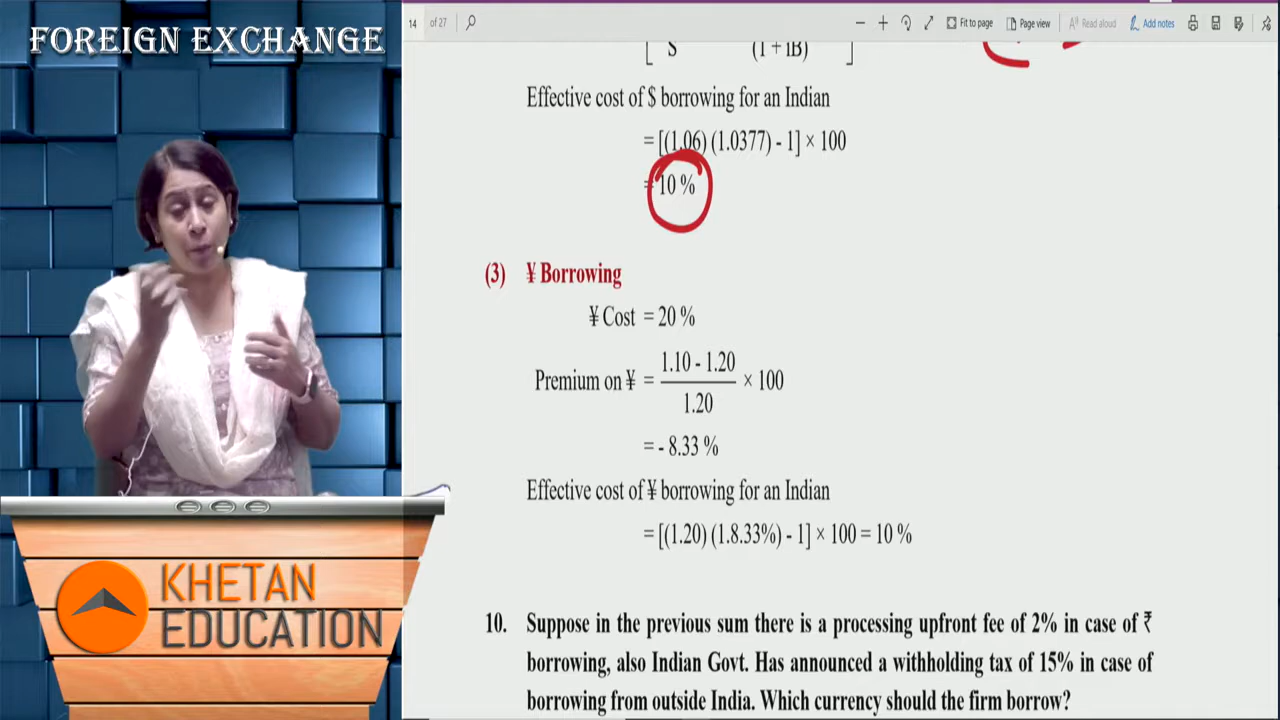 FOREIGN EXCHANGE
14 of 27
Fit to page
Page view
Read aloud
Add notes
S (1 + iB)
Effective cost of $ borrowing for an Indian
= [(1.06) (1.0377) - 1] × 100
= 10 %
(3) ¥ Borrowing
¥ Cost = 20 %
Premium on ¥ = 1.10 - 1.20 / 1.20 × 100
= - 8.33 %
Effective cost of ¥ borrowing for an Indian
= [(1.20) (1.8.33%) - 1] × 100 = 10 %
10. Suppose in the previous sum there is a processing upfront fee of 2% in case of ₹
borrowing, also Indian Govt. Has announced a withholding tax of 15% in case of
borrowing from outside India. Which currency should the firm borrow?
KHETAN
EDUCATION